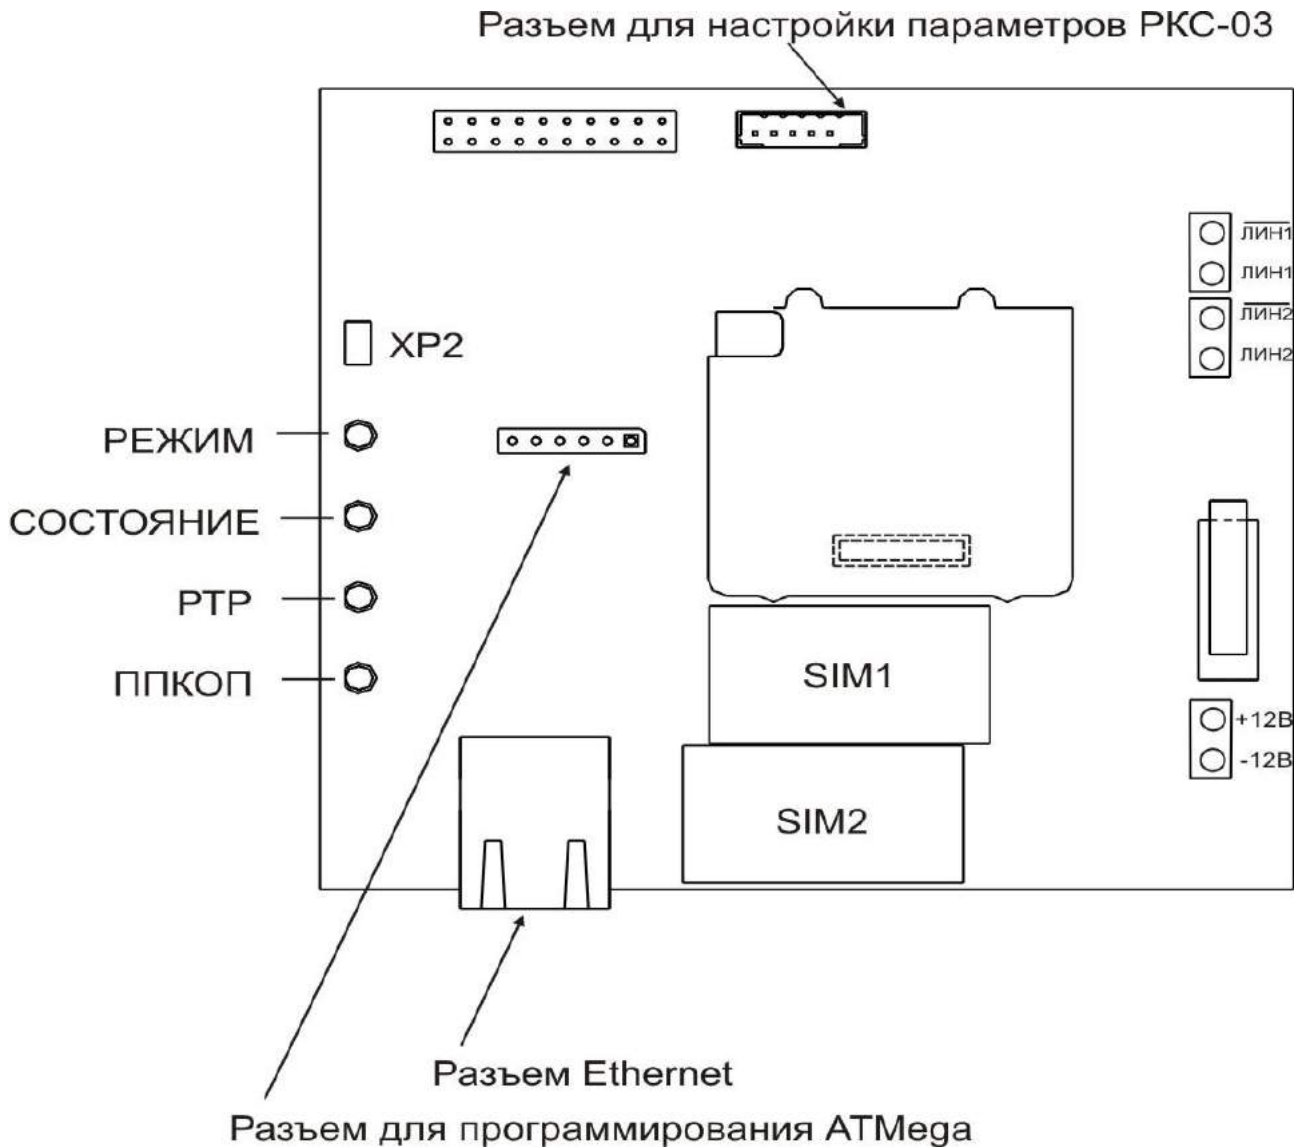 Разъем для настройки параметров РКС-03
ЛИН1
ЛИН1
ЛИН2
ЛИН2
XP2
РЕЖИМ
СОСТОЯНИЕ
РТР
ППКОП
SIM1
SIM2
+12В
-12В
Разъем Ethernet
Разъем для программирования ATMega